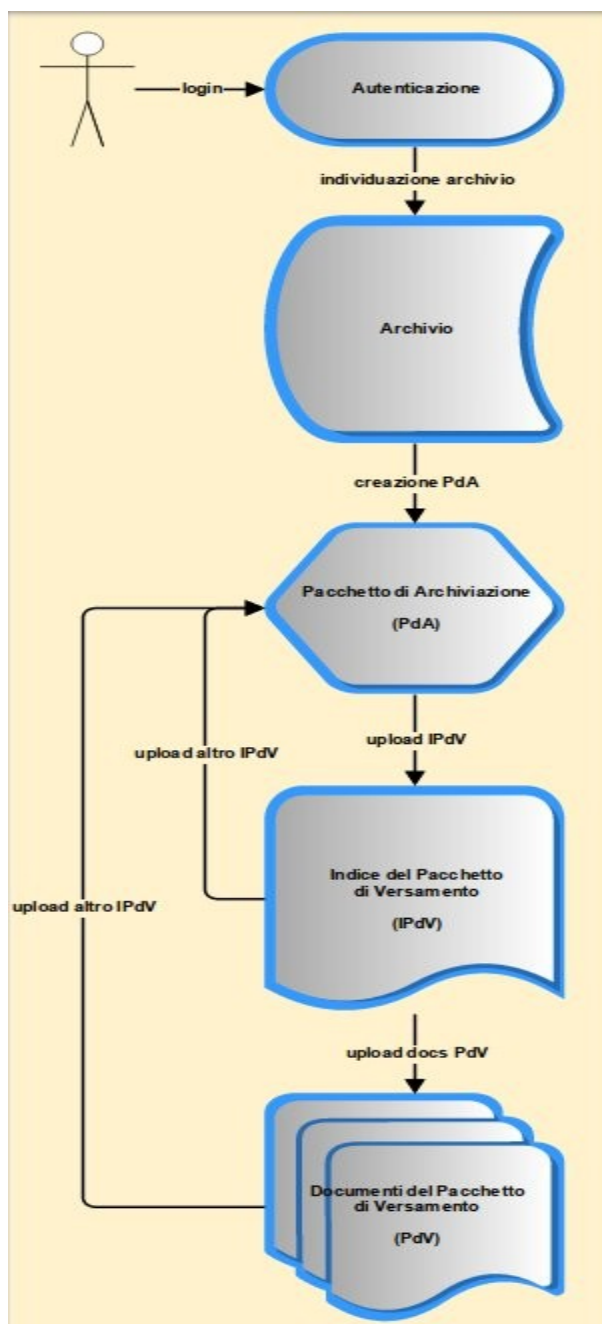 login
Autenticazione
individuazione archivio
Archivio
creazione PdA
Pacchetto di Archiviazione
(PdA)
upload IPdV
upload altro IPdV
Indice del Pacchetto
di Versamento
(IPdV)
upload altro IPdV
upload docs PdV
Documenti del Pacchetto
di Versamento
(PdV)